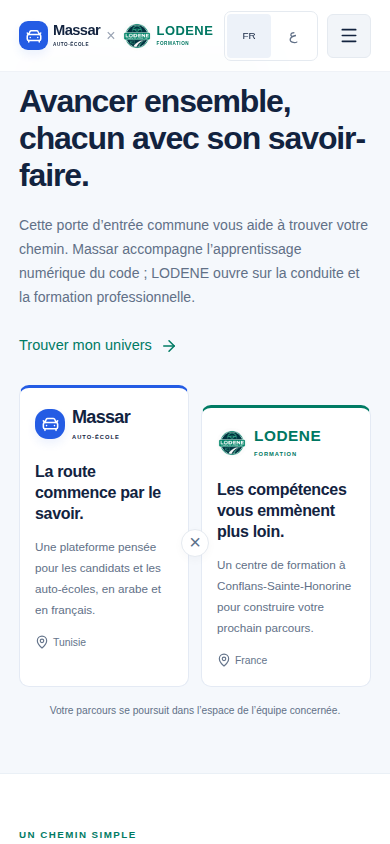 Massar
AUTO-ÉCOLE
×
LODENE
LODENE
FORMATION
FR
ع
Avancer ensemble,
chacun avec son savoir-
faire.
Cette porte d’entrée commune vous aide à trouver votre
chemin. Massar accompagne l’apprentissage
numérique du code ; LODENE ouvre sur la conduite et
la formation professionnelle.
Trouver mon univers
Massar
AUTO-ÉCOLE
La route
commence par le
savoir.
Une plateforme pensée
pour les candidats et les
auto-écoles, en arabe et
en français.
Tunisie
×
LODENE
LODENE
FORMATION
Les compétences
vous emmènent
plus loin.
Un centre de formation à
Conflans-Sainte-Honorine
pour construire votre
prochain parcours.
France
Votre parcours se poursuit dans l’espace de l’équipe concernée.
UN CHEMIN SIMPLE